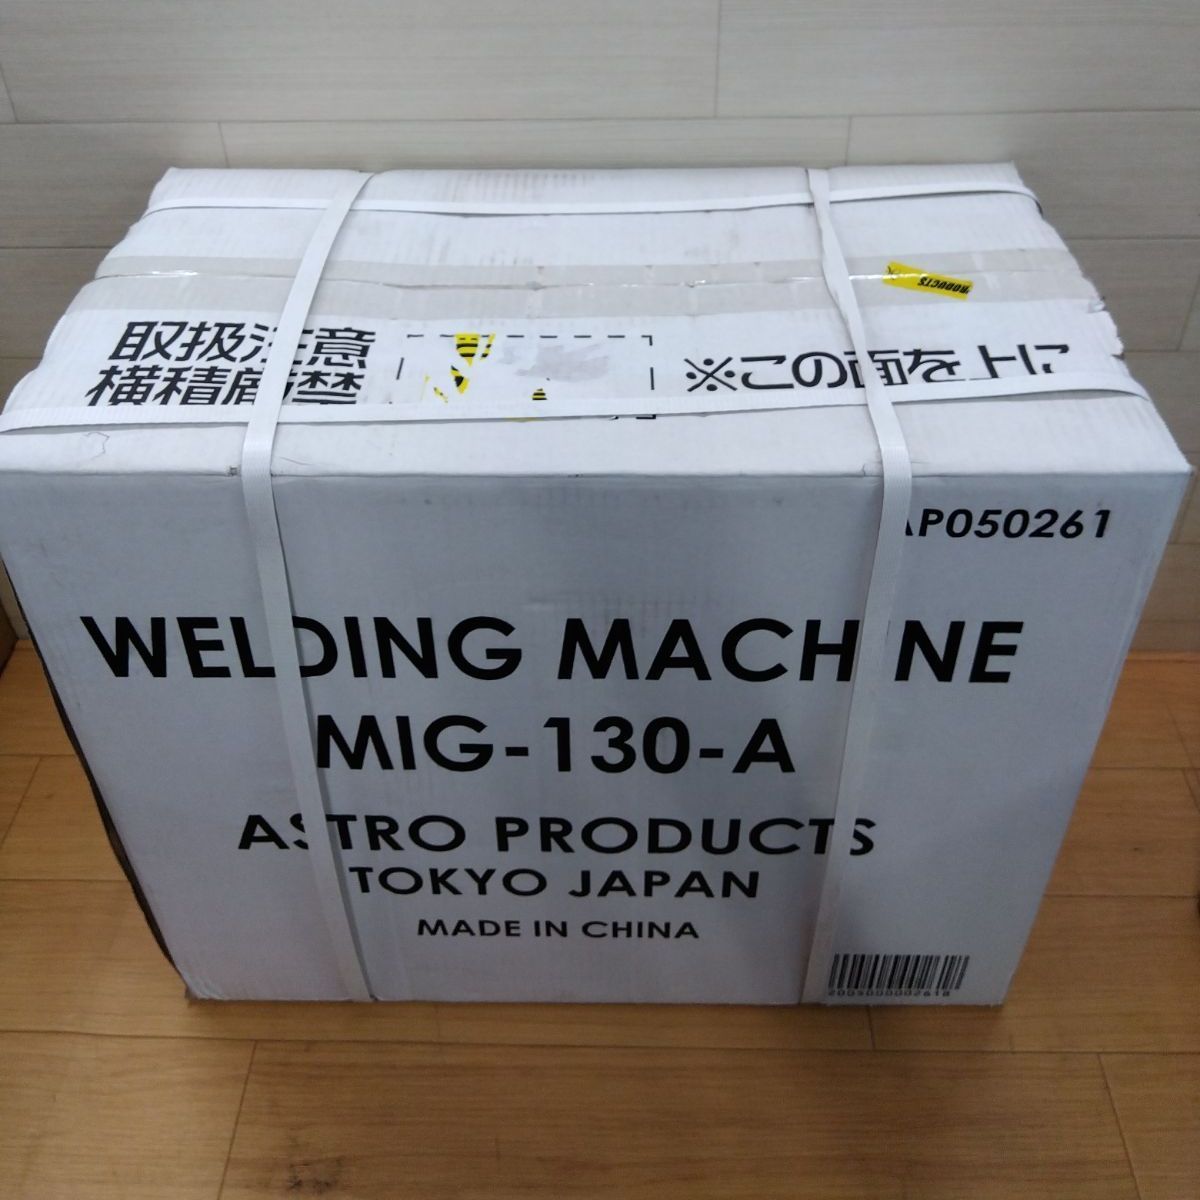 PRODUCTS
取扱注意
横積厳禁
※この面を上に
AP050261
WELDING MACHINE
MIG-130-A
ASTRO PRODUCTS
TOKYO JAPAN
MADE IN CHINA